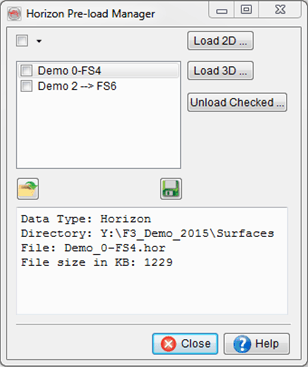 Horizon Pre-load Manager
Load 2D ...
Demo 0-FS4
Load 3D ...
Demo 2 --> FS6
Unload Checked ...
Data Type: Horizon
Directory: Y:\F3_Demo_2015\Surfaces
File: Demo_0-FS4.hor
File size in KB: 1229
Close
Help